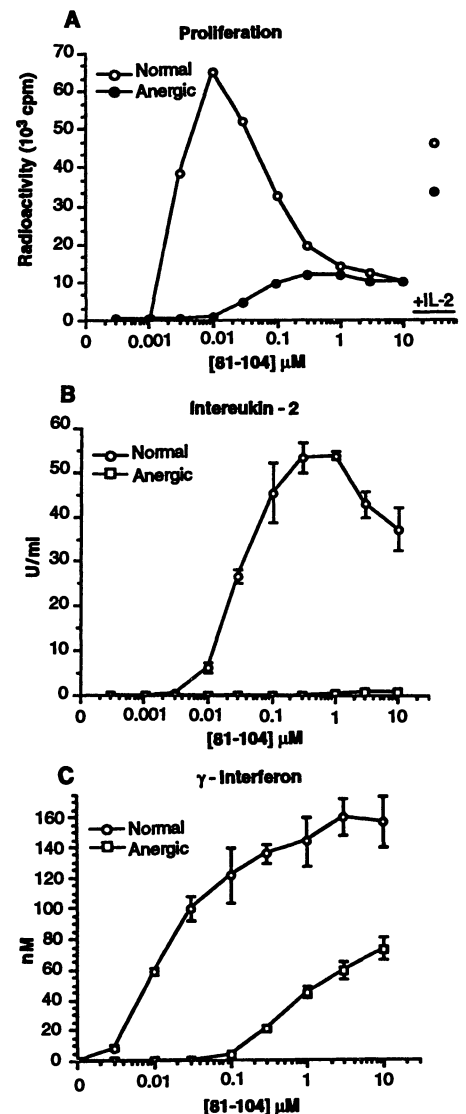 A
Proliferation
70
60
50
40
30
20
10
0
Radioactivity (10³ cpm)
Normal
Anergic
+IL-2
0 0.001 0.01 0.1 1 10
[81-104] μM
B
Intereukin - 2
60
50
40
30
20
10
0
U/ml
Normal
Anergic
0 0.001 0.01 0.1 1 10
[81-104] μM
C
γ - Interferon
160
140
120
100
80
60
40
20
0
nM
Normal
Anergic
0 0.01 0.1 1 10
[81-104] μM